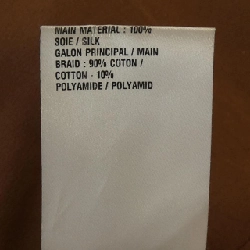 MAIN MATERIAL : 100%
SOIE / SILK
GALON PRINCIPAL / MAIN
BRAID : 90% COTON /
COTTON - 10%
POLYAMIDE / POLYAMID